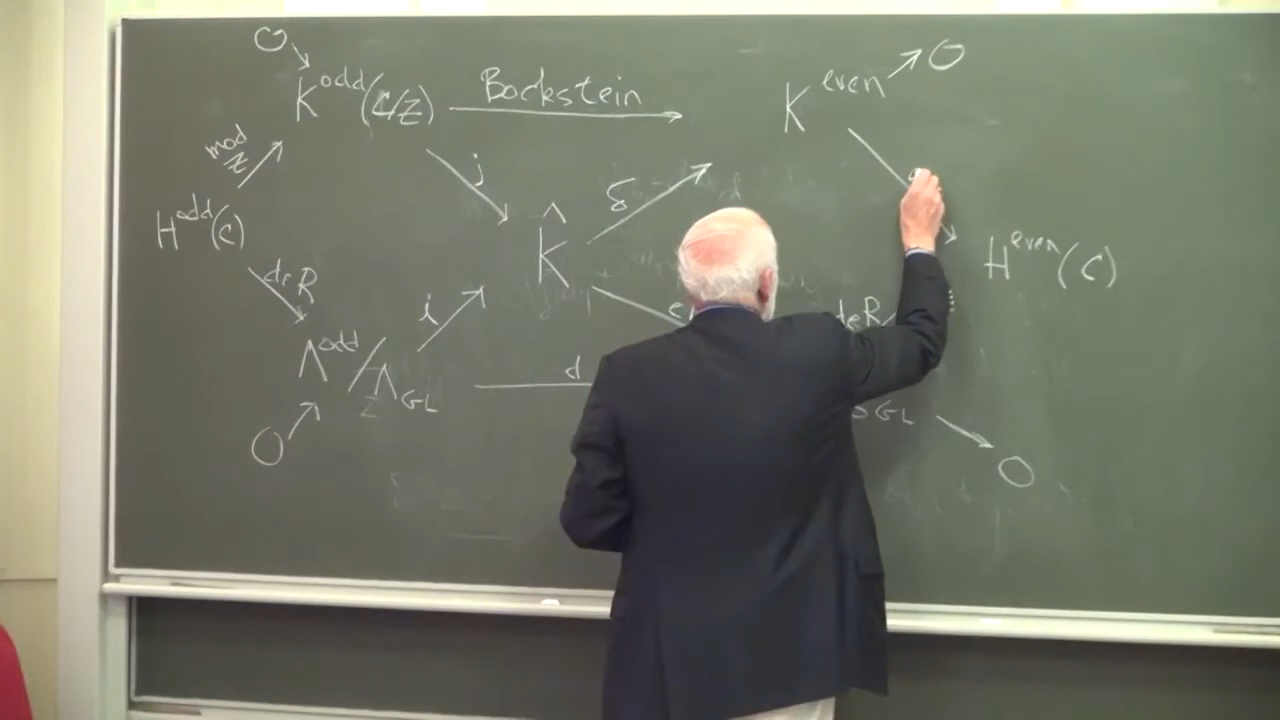 0 0
K^odd(C/Z) Bockstein K^even
mod Z
j
H^odd(C) K̂ δ H^even(C)
deR i deR
Λ^odd/Λ_GL d GL
0 0